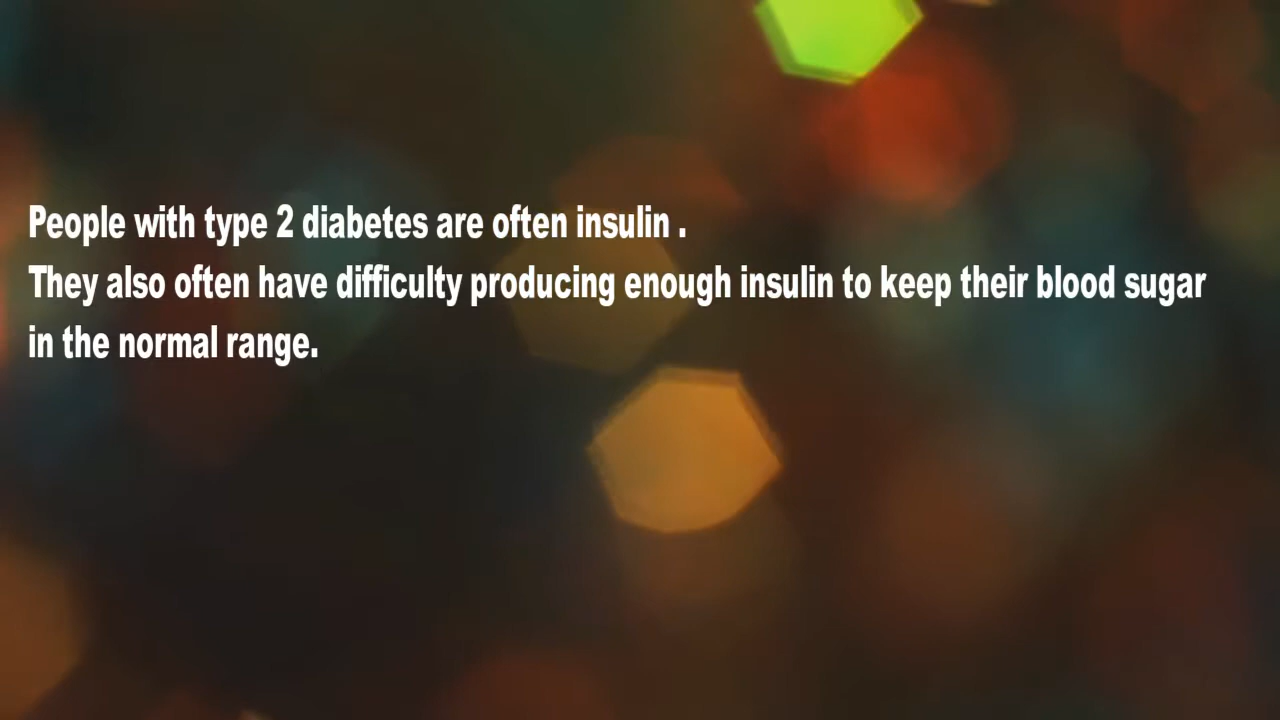 People with type 2 diabetes are often insulin .
They also often have difficulty producing enough insulin to keep their blood sugar
in the normal range.